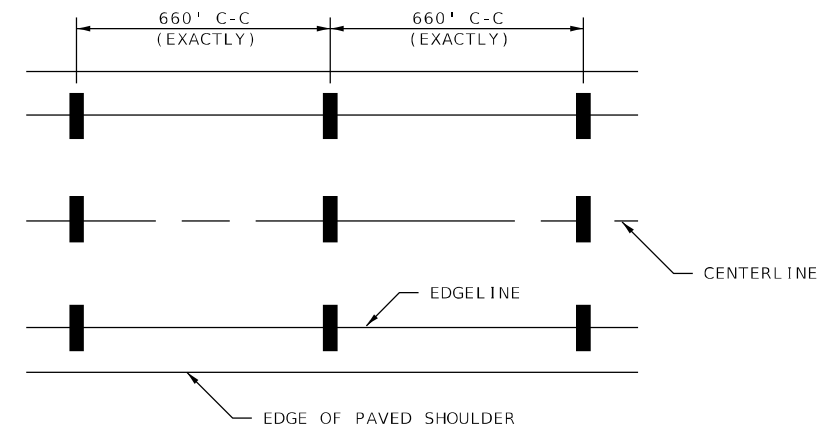 660' C-C
(EXACTLY)
660' C-C
(EXACTLY)
CENTERLINE
EDGELINE
EDGE OF PAVED SHOULDER